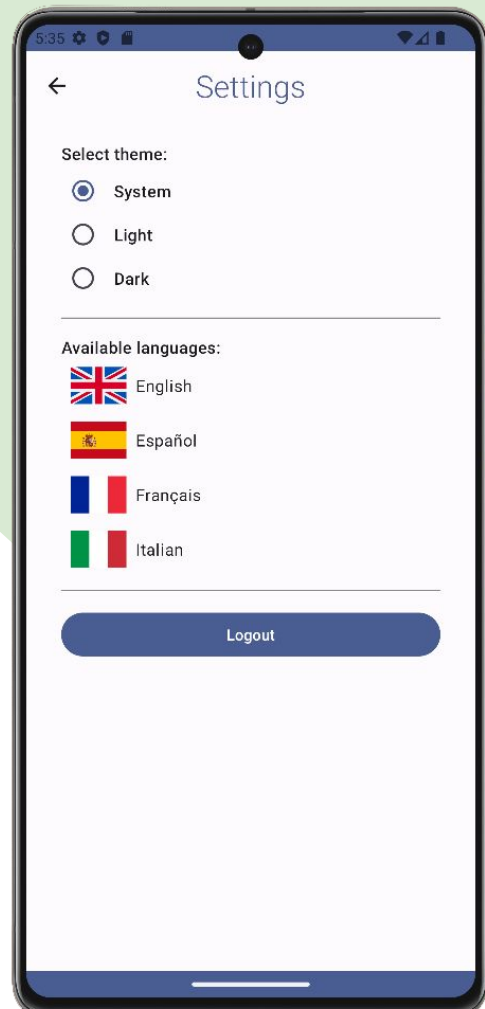 5:35
Settings
Select theme:
System
Light
Dark
Available languages:
English
Español
Français
Italian
Logout